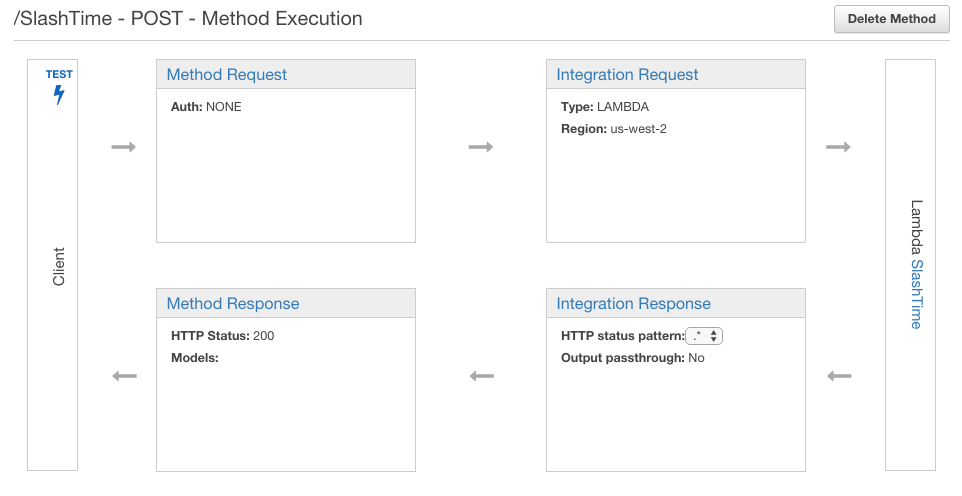 /SlashTime - POST - Method Execution
Delete Method
TEST
Client
Method Request
Auth: NONE
Integration Request
Type: LAMBDA
Region: us-west-2
Lambda SlashTime
Method Response
HTTP Status: 200
Models:
Integration Response
HTTP status pattern: .*
Output passthrough: No